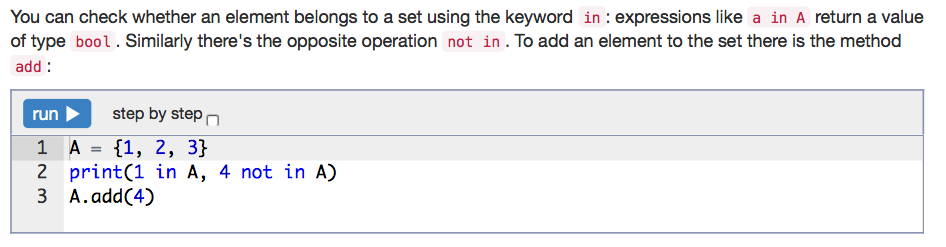 You can check whether an element belongs to a set using the keyword in: expressions like a in A return a value
of type bool. Similarly there's the opposite operation not in. To add an element to the set there is the method
add:
run step by step
1 A = {1, 2, 3}
2 print(1 in A, 4 not in A)
3 A.add(4)